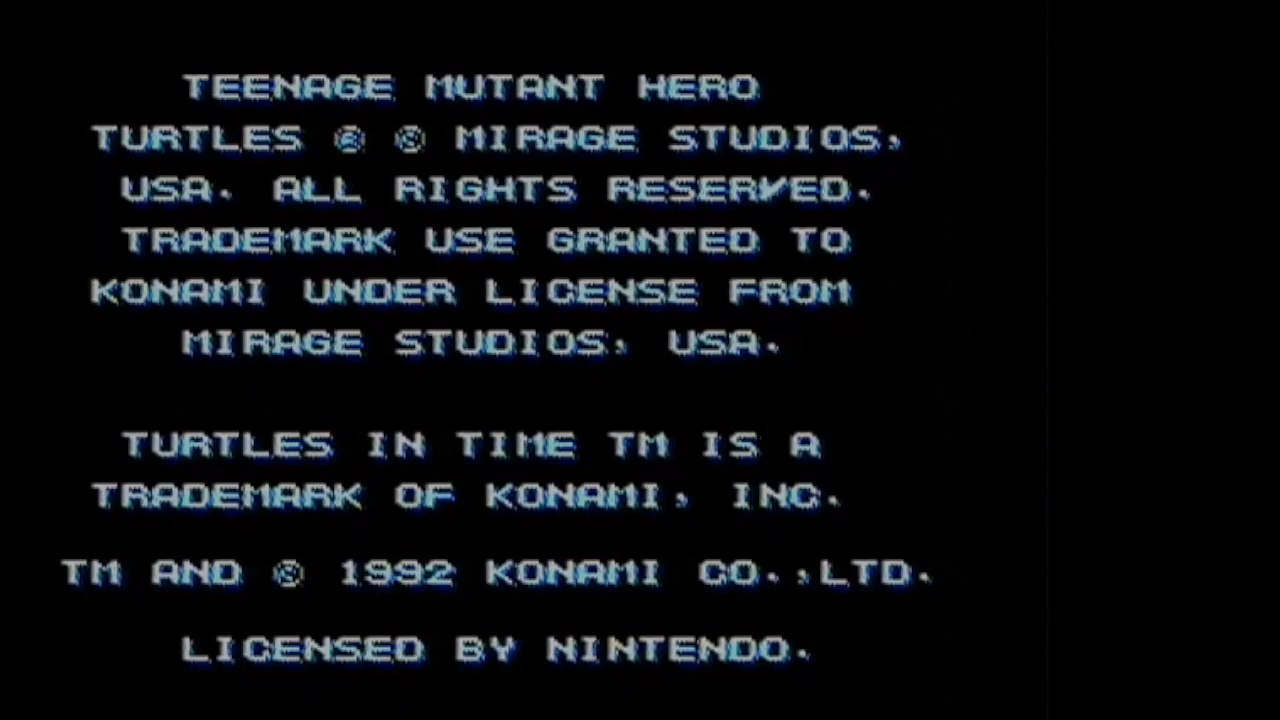 TEENAGE MUTANT HERO
TURTLES ® © MIRAGE STUDIOS,
USA. ALL RIGHTS RESERVED.
TRADEMARK USE GRANTED TO
KONAMI UNDER LICENSE FROM
MIRAGE STUDIOS, USA.
TURTLES IN TIME TM IS A
TRADEMARK OF KONAMI, INC.
TM AND © 1992 KONAMI CO.,LTD.
LICENSED BY NINTENDO.